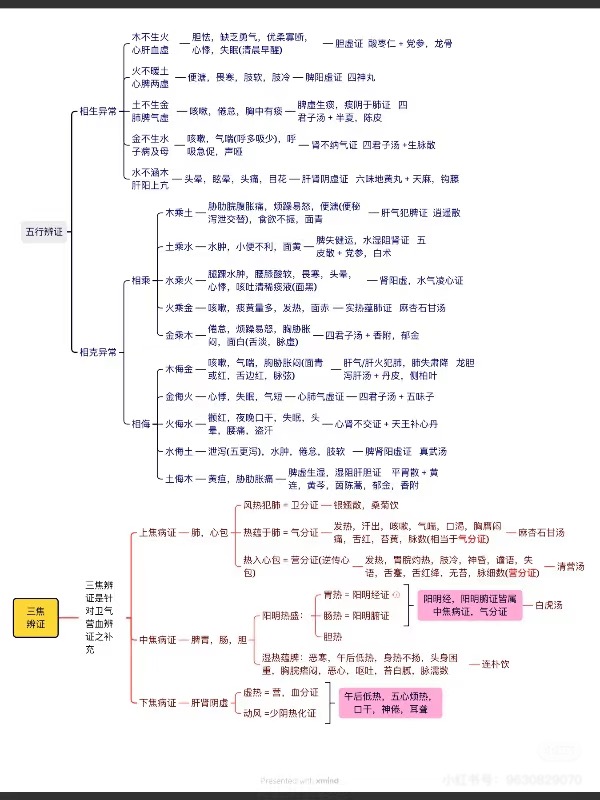 五行辨证
相生异常
木不生火
心肝血虚
胆怯，缺乏勇气，优柔寡断，
心悸，失眠(清晨早醒)
胆虚证 酸枣仁 + 党参，龙骨
火不暖土
心脾两虚
便溏，畏寒，肢软，肢冷
脾阳虚证 四神丸
土不生金
肺脾气虚
咳嗽，倦怠，胸中有痰
脾虚生痰，痰阴于肺证 四
君子汤 + 半夏，陈皮
金不生水
子病及母
咳嗽，气喘(呼多吸少)，呼
吸急促，声哑
肾不纳气证 四君子汤 +生脉散
水不涵木
肝阳上亢
头晕，眩晕，头痛，目花
肝肾阴虚证 六味地黄丸 + 天麻，钩藤
相克异常
相乘
木乘土
胁肋脘腹胀痛，烦躁易怒，便溏(便秘
泻泄交替)，食欲不振，面青
肝气犯脾证 逍遥散
土乘水
水肿，小便不利，面黄
脾失健运，水湿阻肾证 五
皮散 + 党参，白术
水乘火
腿踝水肿，腰膝酸软，畏寒，头晕，
心悸，咳吐清稀痰液(面黑)
肾阳虚，水气凌心证
火乘金
咳嗽，痰黄量多，发热，面赤
实热蕴肺证 麻杏石甘汤
金乘木
倦怠，烦躁易怒，胸胁胀
闷，面白(舌淡，脉虚)
四君子汤 + 香附，郁金
相侮
木侮金
咳嗽，气喘，胸胁胀闷(面青
或红，舌边红，脉弦)
肝气/肝火犯肺，肺失肃降 龙胆
泻肝汤 + 丹皮，侧柏叶
金侮火
心悸，失眠，气短
心肺气虚证
四君子汤 + 五味子
火侮水
颧红，夜晚口干，失眠，头
晕，腰痛，盗汗
心肾不交证 + 天王补心丹
水侮土
泄泻(五更泻)，水肿，倦怠，肢软
脾肾阳虚证 真武汤
土侮木
黄疸，胁肋胀痛
脾虚生湿，湿阻肝胆证 平胃散 + 黄
连，黄芩，茵陈蒿，郁金，香附
三焦
辨证
三焦辨
证是针
对卫气
营血辨
证之补
充
上焦病证
肺，心包
风热犯肺 = 卫分证
银翘散，桑菊饮
热蕴于肺 = 气分证
发热，汗出，咳嗽，气喘，口渴，胸膺闷
痛，舌红，苔黄，脉数(相当于气分证)
麻杏石甘汤
热入心包 = 营分证(逆传心
包)
发热，胃脘灼热，肢冷，神昏，谵语，失
语，舌蹇，舌红绛，无苔，脉细数(营分证)
清营汤
中焦病证
脾胃，肠，胆
阳明热盛：
胃热 = 阳明经证
肠热 = 阳明腑证
胆热
阳明经，阳明腑证皆属
中焦病证，气分证
白虎汤
湿热蕴脾：恶寒，午后低热，身热不扬，头身困
重，胸脘痞闷，恶心，呕吐，苔白腻，脉濡数
连朴饮
下焦病证
肝肾阴虚
虚热 = 营，血分证
动风 =少阴热化证
午后低热，五心烦热，
口干，神倦，耳聋
Presented with xmind
小红书号：9630829070